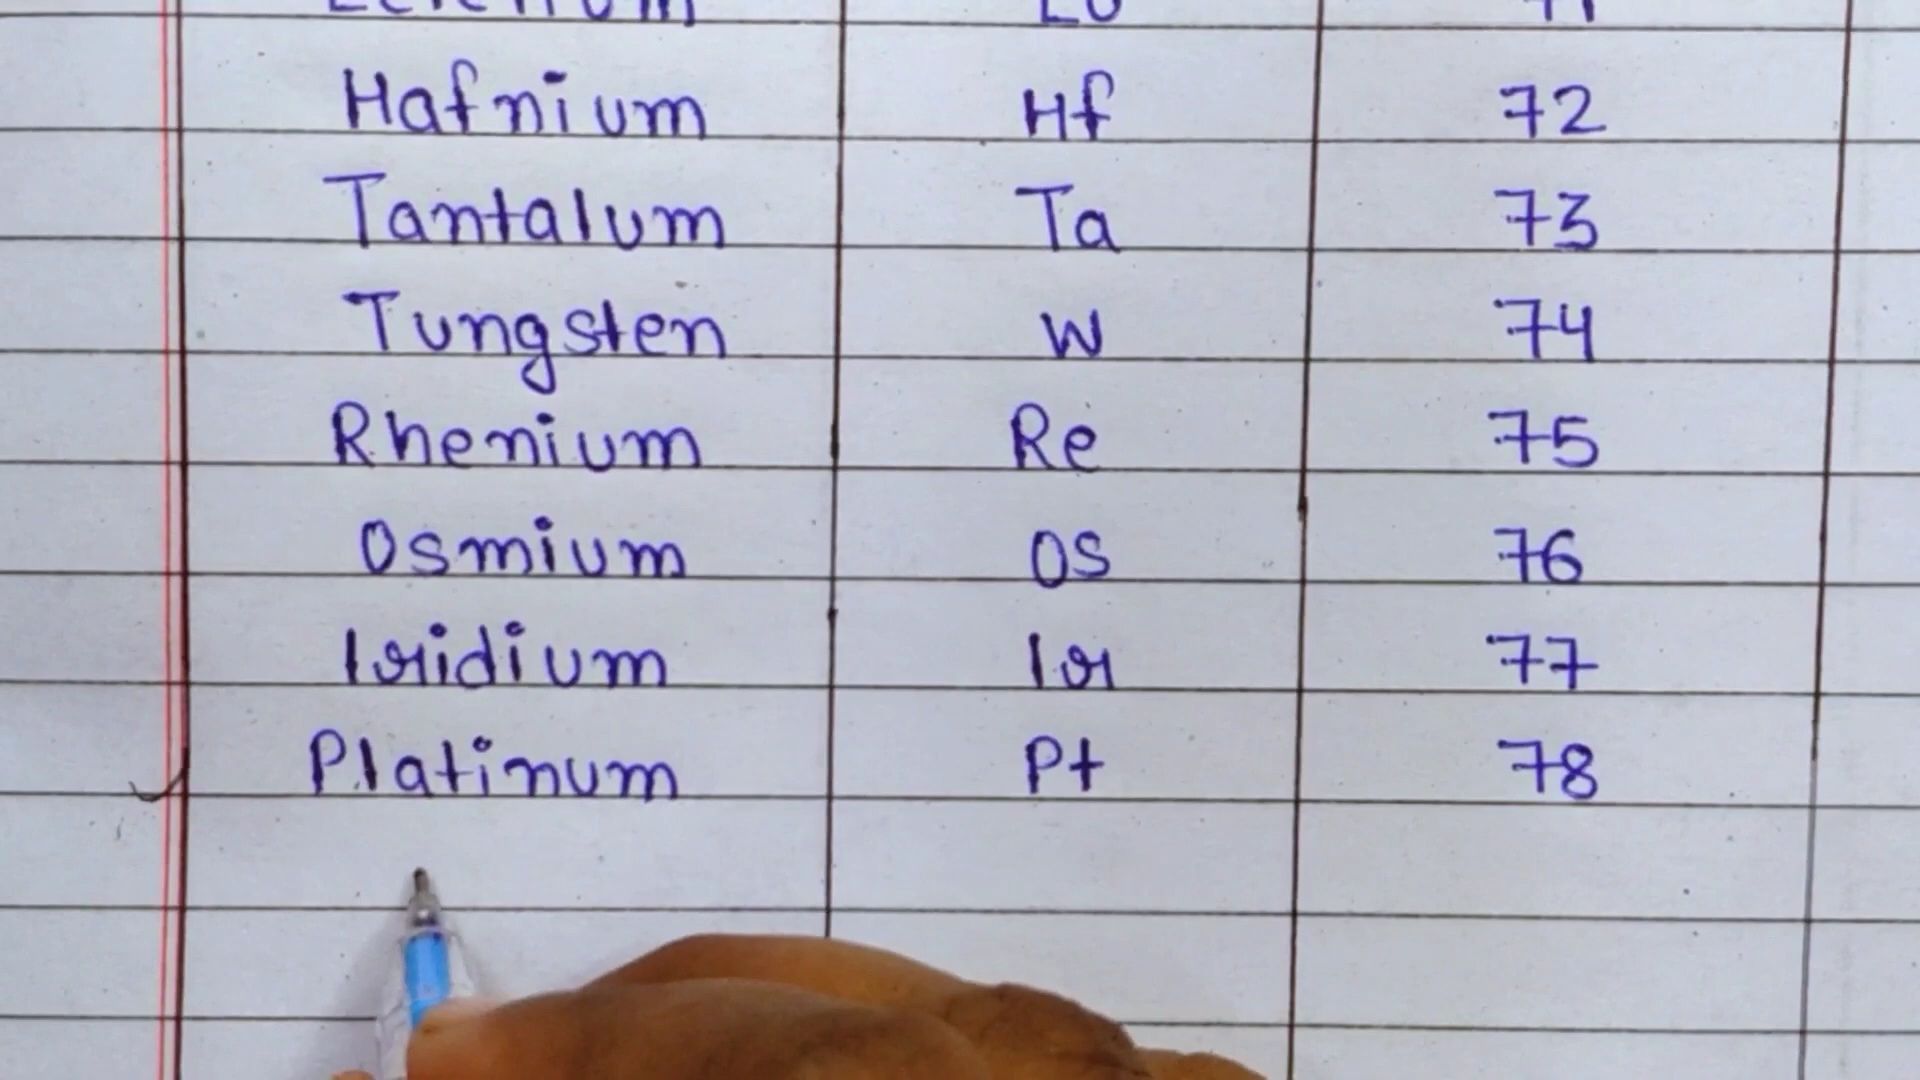 Hafnium Hf 72
Tantalum Ta 73
Tungsten W 74
Rhenium Re 75
Osmium Os 76
Iridium Ir 77
Platinum Pt 78